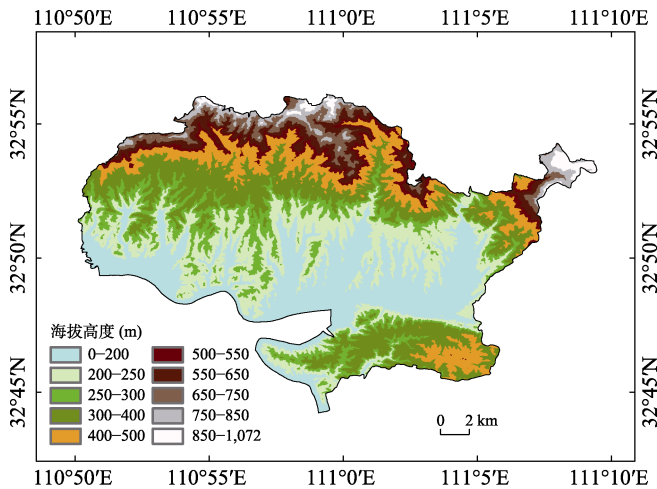 110°50′E 110°55′E 111°0′E 111°5′E 111°10′E
32°55′N 32°55′N
32°50′N 32°50′N
32°45′N 32°45′N
海拔高度 (m)
0−200 500−550
200−250 550−650
250−300 650−750
300−400 750−850
400−500 850−1,072
0 2 km
110°50′E 110°55′E 111°0′E 111°5′E 111°10′E